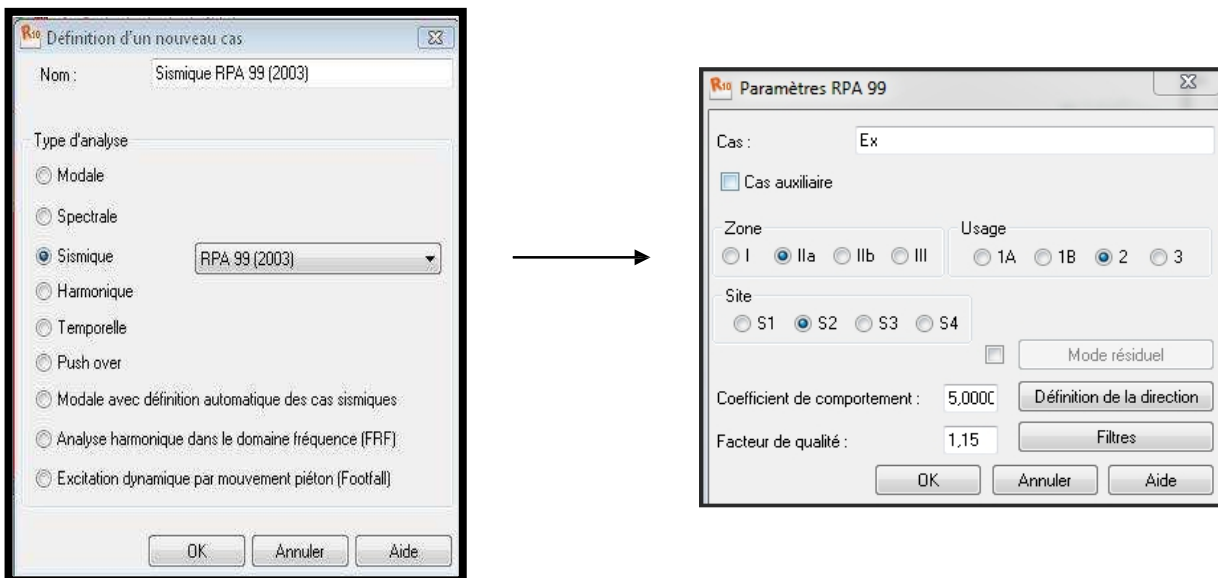 R10 Définition d'un nouveau cas
Nom : Sismique RPA 99 (2003)
Type d'analyse
Modale
Spectrale
Sismique RPA 99 (2003)
Harmonique
Temporelle
Push over
Modale avec définition automatique des cas sismiques
Analyse harmonique dans le domaine fréquence (FRF)
Excitation dynamique par mouvement piéton (Footfall)
OK Annuler Aide
R10 Paramètres RPA 99
Cas : Ex
Cas auxiliaire
Zone Usage
I IIa IIb III 1A 1B 2 3
Site
S1 S2 S3 S4
Mode résiduel
Coefficient de comportement : 5,000 Définition de la direction
Facteur de qualité : 1,15 Filtres
OK Annuler Aide